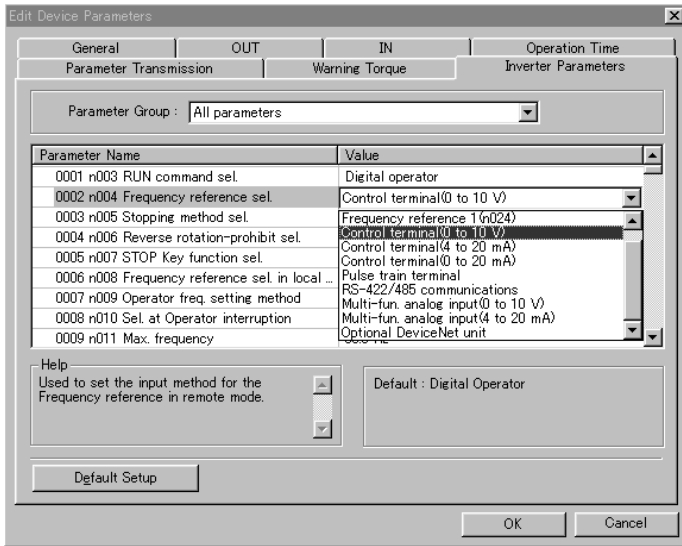 Edit Device Parameters
General OUT IN Operation Time
Parameter Transmission Warning Torque Inverter Parameters
Parameter Group : All parameters
Parameter Name Value
0001 n003 RUN command sel. Digital operator
0002 n004 Frequency reference sel. Control terminal(0 to 10 V)
0003 n005 Stopping method sel. Frequency reference 1(n024)
Control terminal(0 to 10 V)
0004 n006 Reverse rotation-prohibit sel. Control terminal(4 to 20 mA)
0005 n007 STOP Key function sel. Control terminal(0 to 20 mA)
0006 n008 Frequency reference sel. in local ... Pulse train terminal
RS-422/485 communications
0007 n009 Operator freq. setting method Multi-fun. analog input(0 to 10 V)
0008 n010 Sel. at Operator interruption Multi-fun. analog input(4 to 20 mA)
0009 n011 Max. frequency Optional DeviceNet unit
Help
Used to set the input method for the
Frequency reference in remote mode.
Default : Digital Operator
Default Setup
OK Cancel